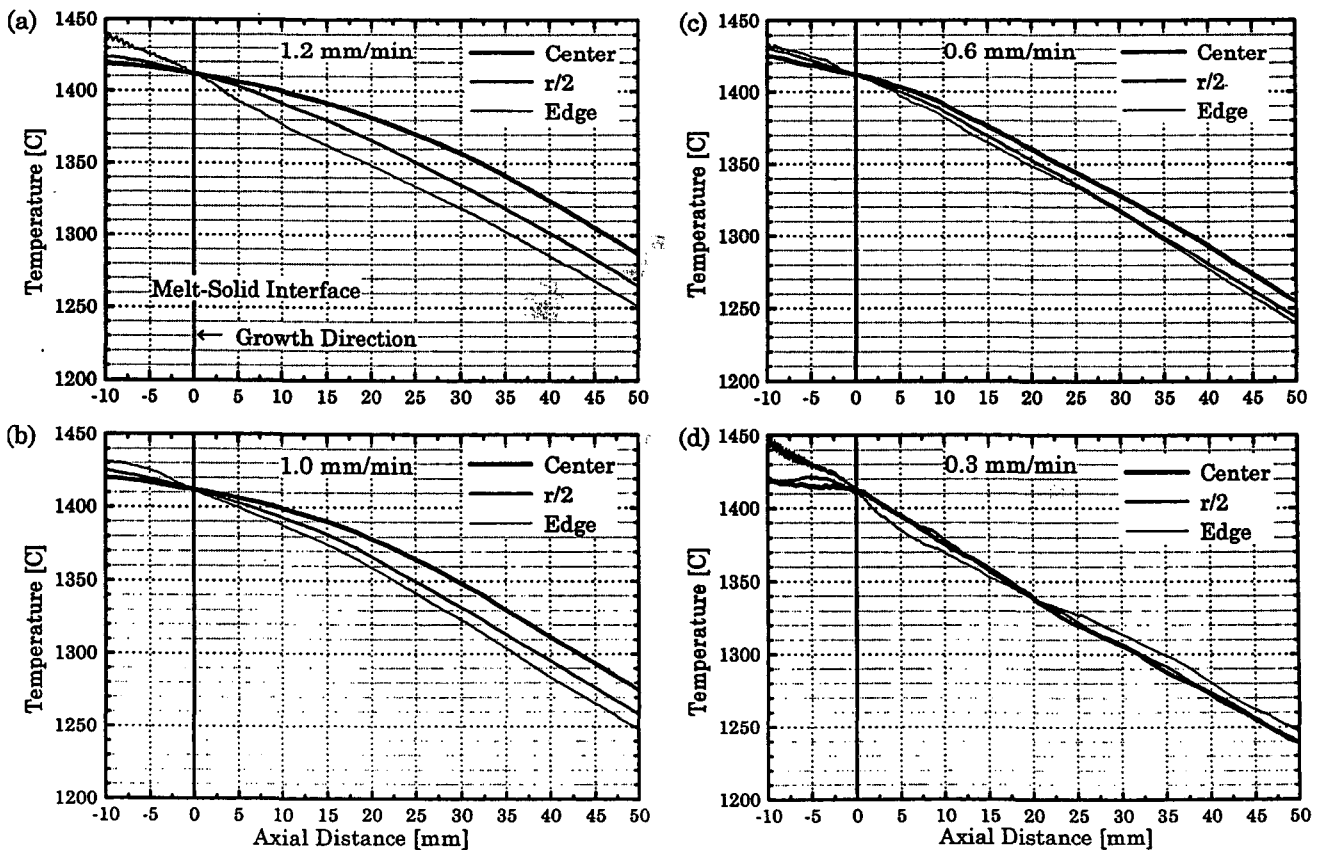 (a)
1450
1400
1350
1300
1250
1200
Temperature [C]
1.2 mm/min
Center
r/2
Edge
Melt-Solid Interface
← Growth Direction
-10 -5 0 5 10 15 20 25 30 35 40 45 50
(c)
1450
1400
1350
1300
1250
1200
Temperature [C]
0.6 mm/min
Center
r/2
Edge
-10 -5 0 5 10 15 20 25 30 35 40 45 50
(b)
1450
1400
1350
1300
1250
1200
Temperature [C]
1.0 mm/min
Center
r/2
Edge
-10 -5 0 5 10 15 20 25 30 35 40 45 50
Axial Distance [mm]
(d)
1450
1400
1350
1300
1250
1200
Temperature [C]
0.3 mm/min
Center
r/2
Edge
-10 -5 0 5 10 15 20 25 30 35 40 45 50
Axial Distance [mm]